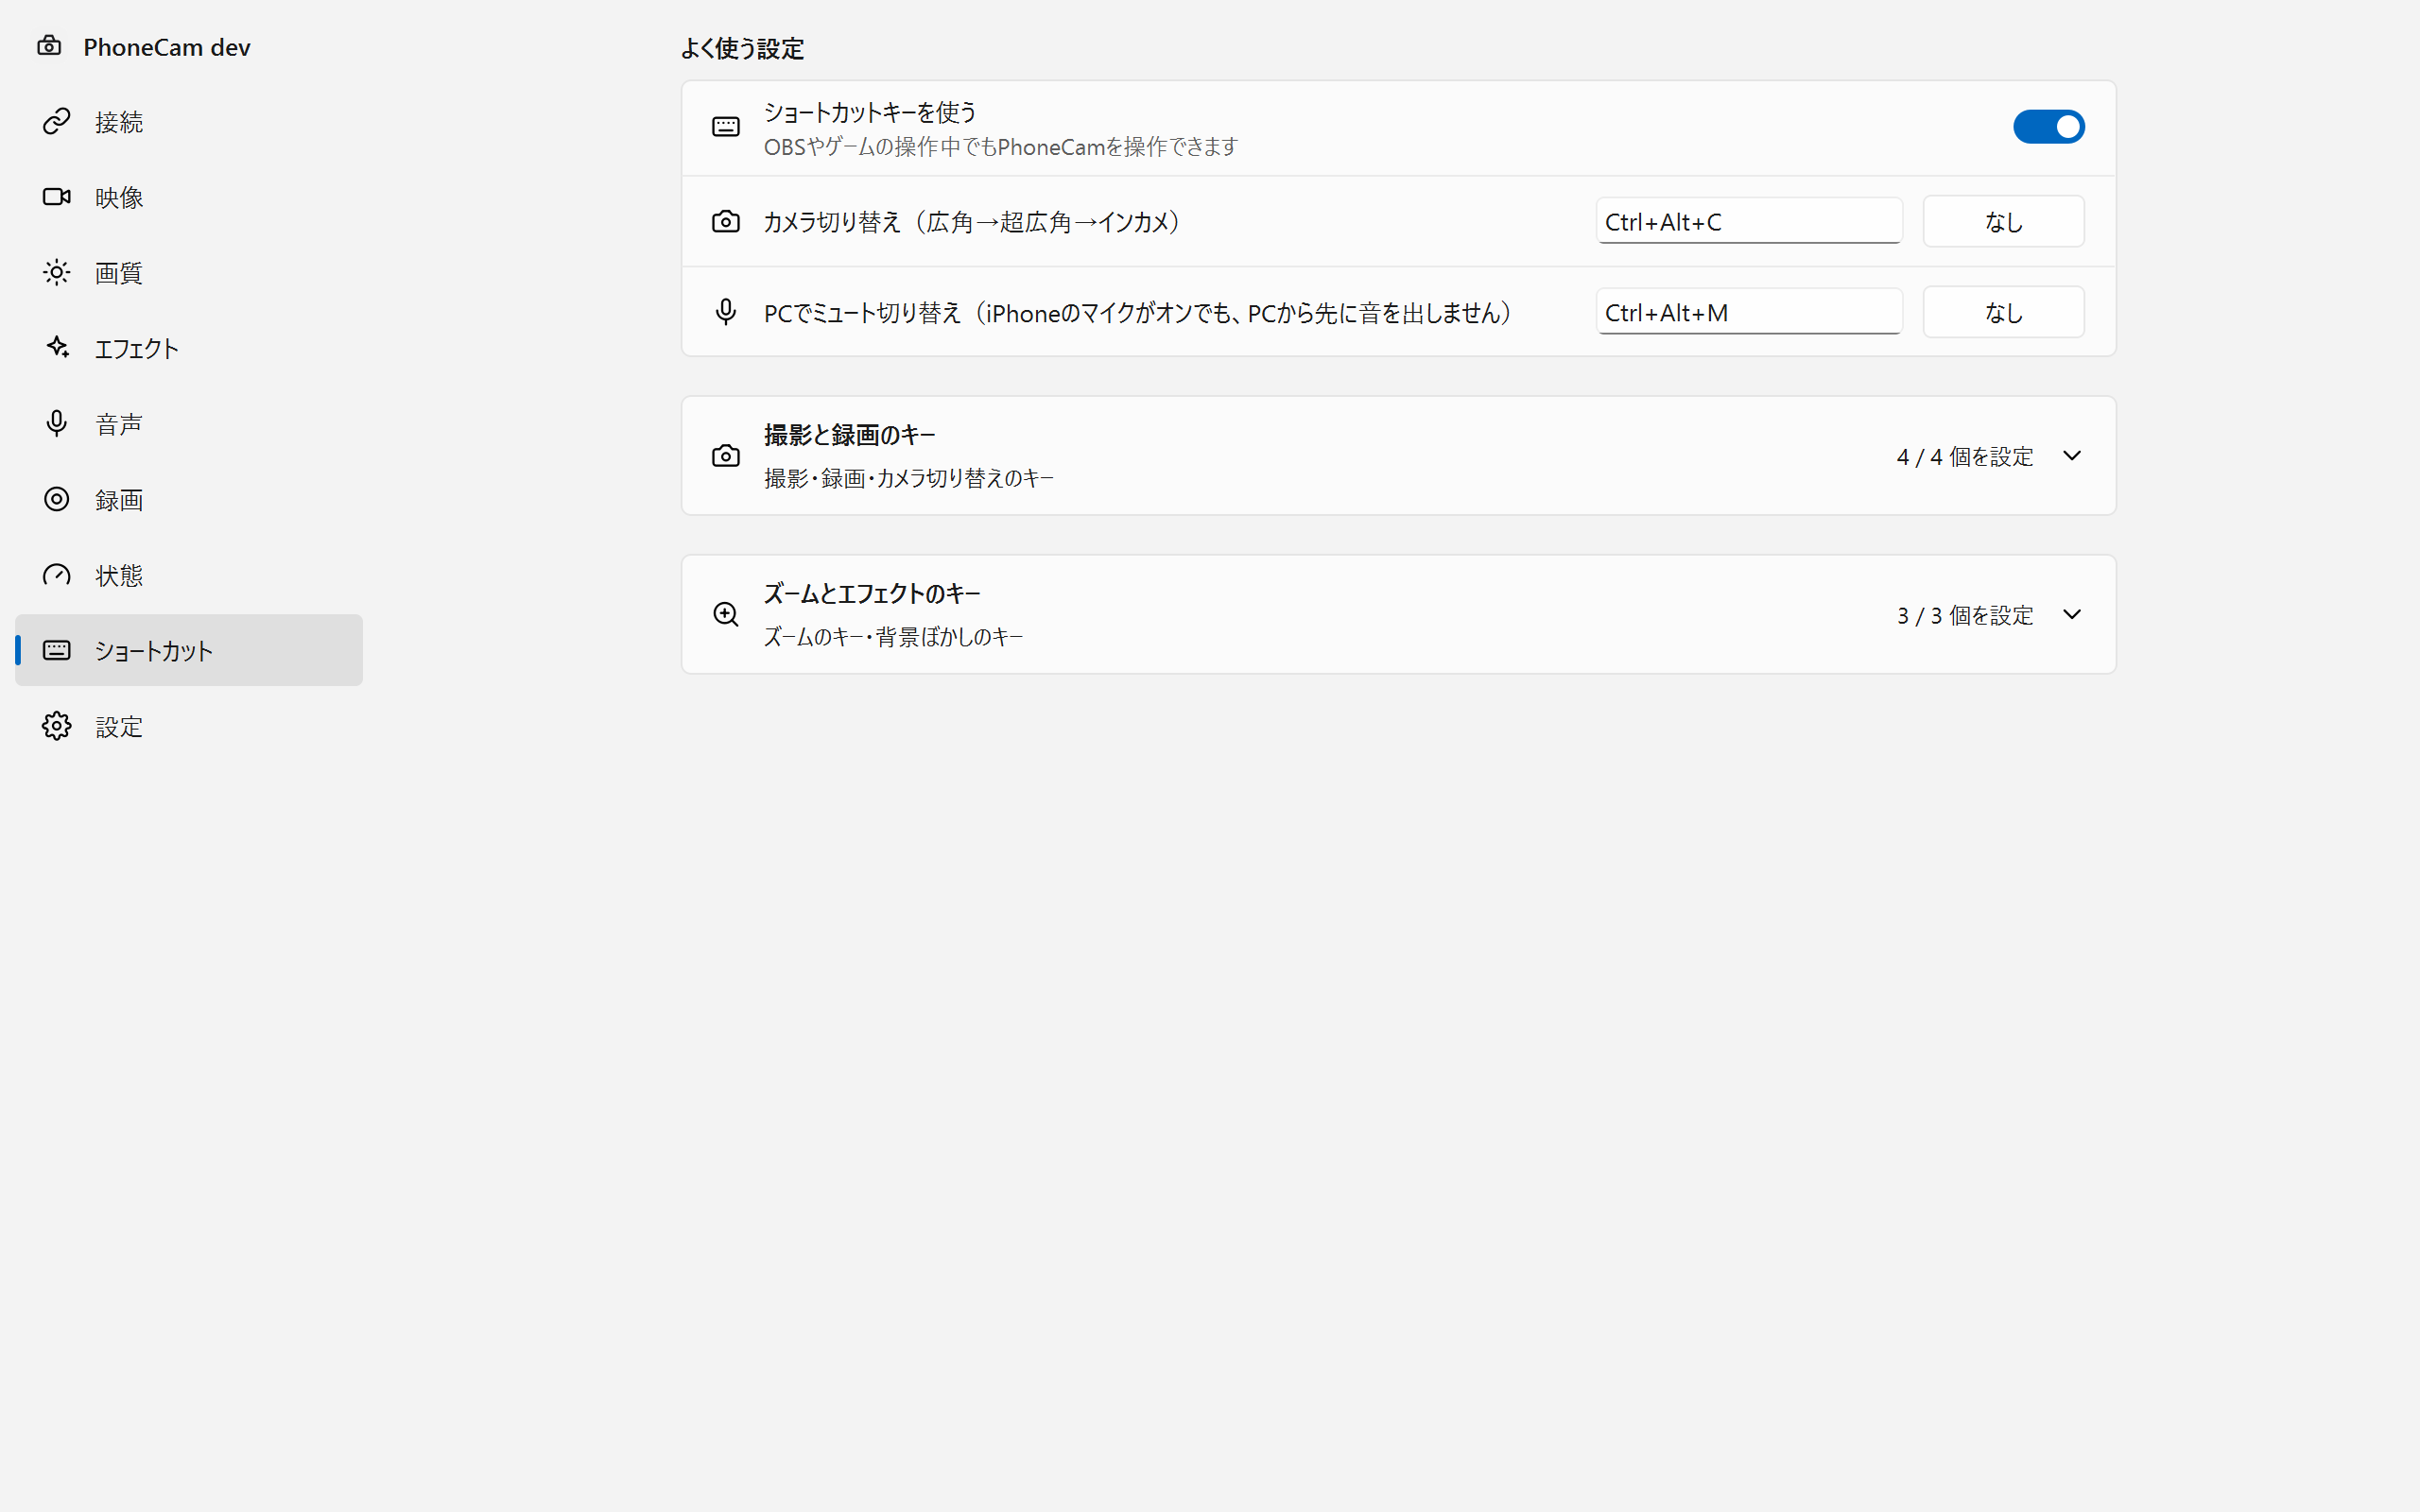 PhoneCam dev
接続
映像
画質
エフェクト
音声
録画
状態
ショートカット
設定
よく使う設定
ショートカットキーを使う
OBSやゲームの操作中でもPhoneCamを操作できます
カメラ切り替え（広角→超広角→インカメ） Ctrl+Alt+C なし
PCでミュート切り替え（iPhoneのマイクがオンでも、PCから先に音を出しません） Ctrl+Alt+M なし
撮影と録画のキー
撮影・録画・カメラ切り替えのキー
4 / 4 個を設定
ズームとエフェクトのキー
ズームのキー・背景ぼかしのキー
3 / 3 個を設定